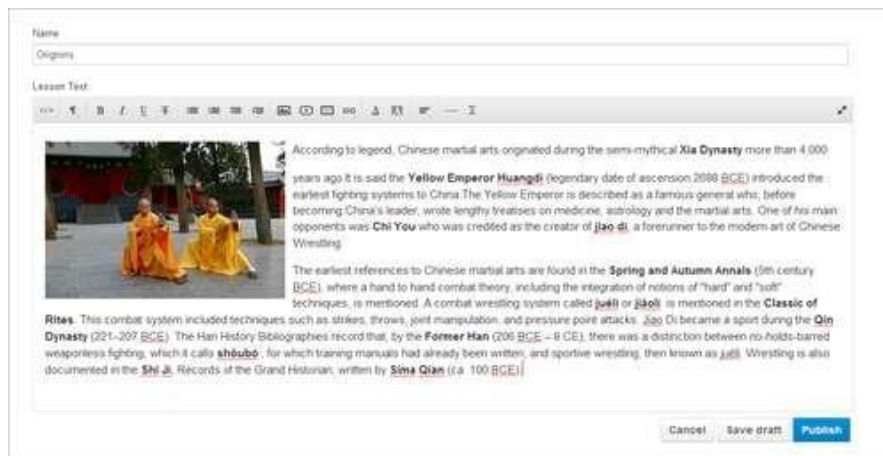 Name
Origins
Lesson Text
B I U
According to legend, Chinese martial arts originated during the semi-mythical Xia Dynasty more than 4,000
years ago It is said the Yellow Emperor Huangdi (legendary date of ascension 2698 BCE) introduced the
earliest fighting systems to China.The Yellow Emperor is described as a famous general who, before
becoming China's leader, wrote lengthy treatises on medicine, astrology and the martial arts. One of his main
opponents was Chi You who was credited as the creator of jiao di, a forerunner to the modern art of Chinese
Wrestling.
The earliest references to Chinese martial arts are found in the Spring and Autumn Annals (5th century
BCE), where a hand to hand combat theory, including the integration of notions of "hard" and "soft"
techniques, is mentioned. A combat wrestling system called juélì or jiǎolì is mentioned in the Classic of
Rites. This combat system included techniques such as strikes, throws, joint manipulation, and pressure point attacks. Jiao Di became a sport during the Qin
Dynasty (221–207 BCE). The Han History Bibliographies record that, by the Former Han (206 BCE – 8 CE), there was a distinction between no-holds-barred
weaponless fighting, which it calls shǒubó, for which training manuals had already been written, and sportive wrestling, then known as juélì. Wrestling is also
documented in the Shǐ Jì, Records of the Grand Historian, written by Sima Qian (ca. 100 BCE).
Cancel Save draft Publish